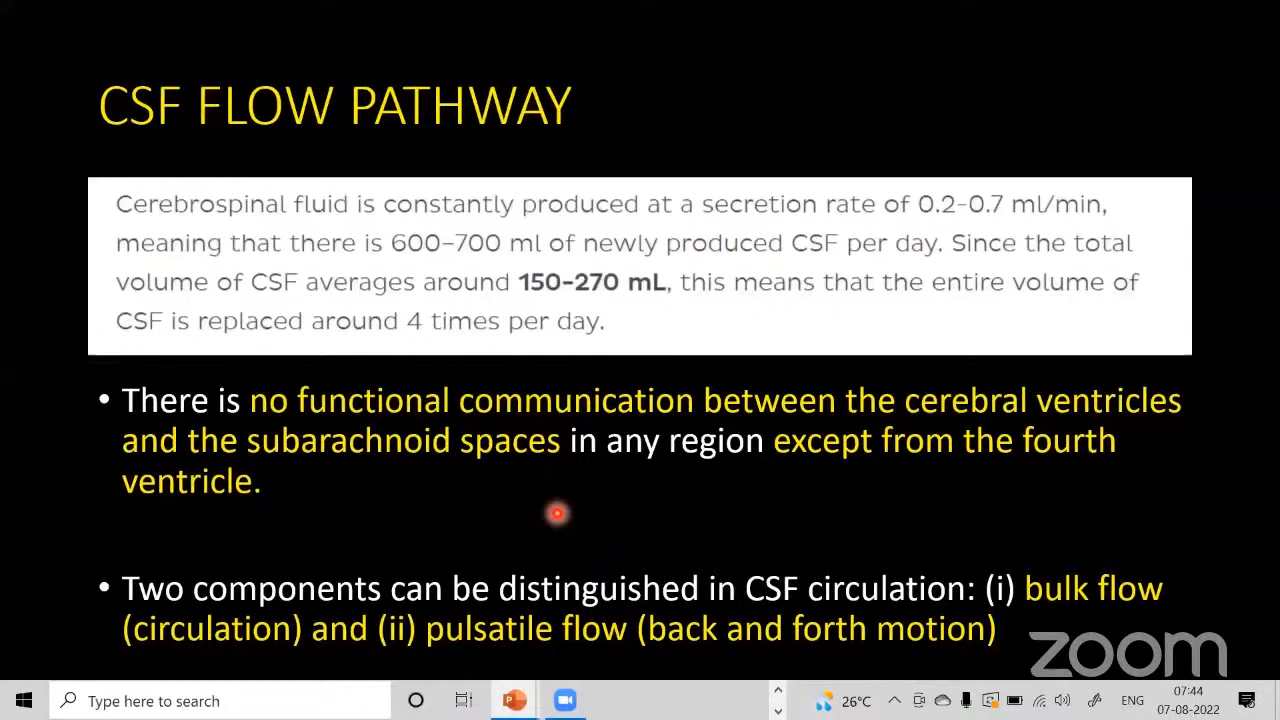 CSF FLOW PATHWAY
Cerebrospinal fluid is constantly produced at a secretion rate of 0.2–0.7 ml/min,
meaning that there is 600–700 ml of newly produced CSF per day. Since the total
volume of CSF averages around 150-270 mL, this means that the entire volume of
CSF is replaced around 4 times per day.
• There is no functional communication between the cerebral ventricles
and the subarachnoid spaces in any region except from the fourth
ventricle.
• Two components can be distinguished in CSF circulation: (i) bulk flow
(circulation) and (ii) pulsatile flow (back and forth motion)
zoom
Type here to search
26°C
ENG
07:44
07-08-2022